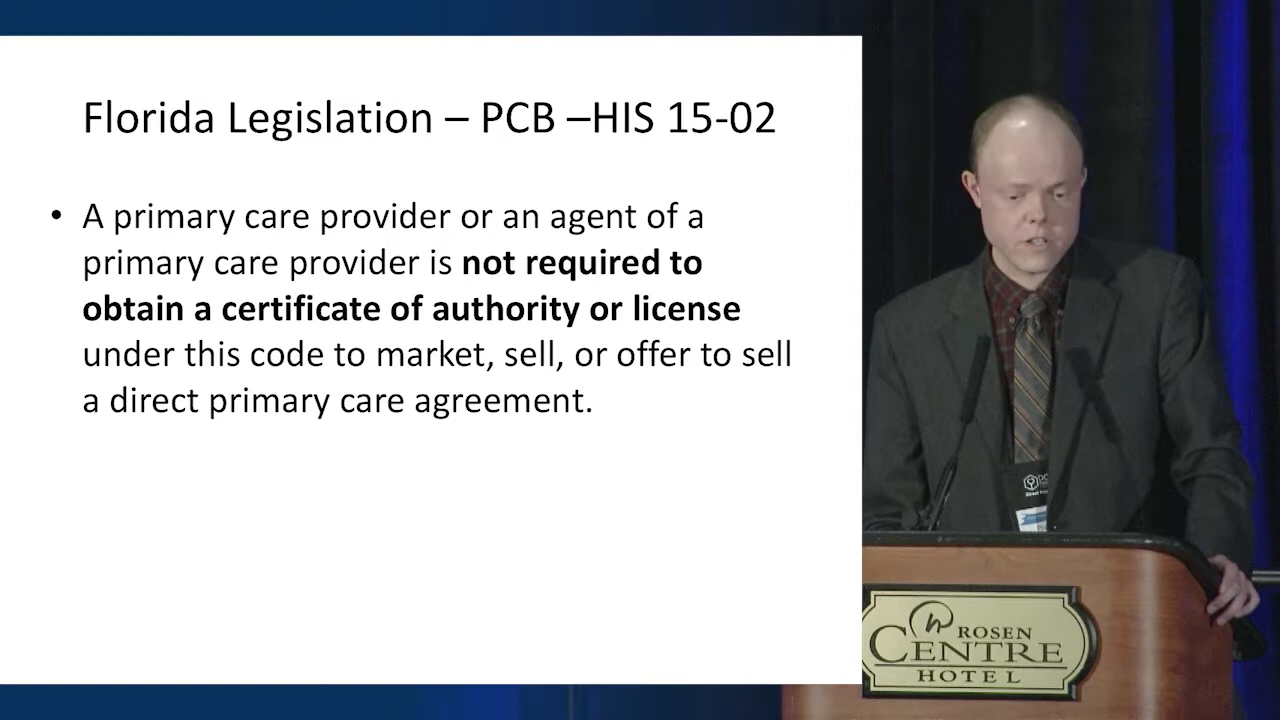 Florida Legislation – PCB –HIS 15-02
• A primary care provider or an agent of a
primary care provider is not required to
obtain a certificate of authority or license
under this code to market, sell, or offer to sell
a direct primary care agreement.
ROSEN
CENTRE
HOTEL